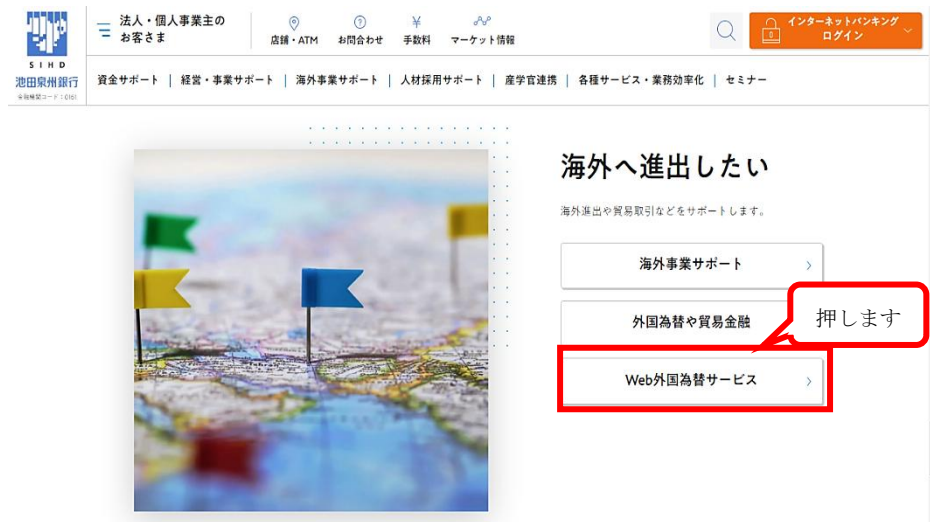 法人・個人事業主の
お客さま
店舗・ATM
お問合わせ
手数料
マーケット情報
インターネットバンキング
ログイン
SIHD
池田泉州銀行
金融機関コード:0161
資金サポート | 経営・事業サポート | 海外事業サポート | 人材採用サポート | 産学官連携 | 各種サービス・業務効率化 | セミナー
海外へ進出したい
海外進出や貿易取引などをサポートします。
海外事業サポート
外国為替や貿易金融
押します
Web外国為替サービス